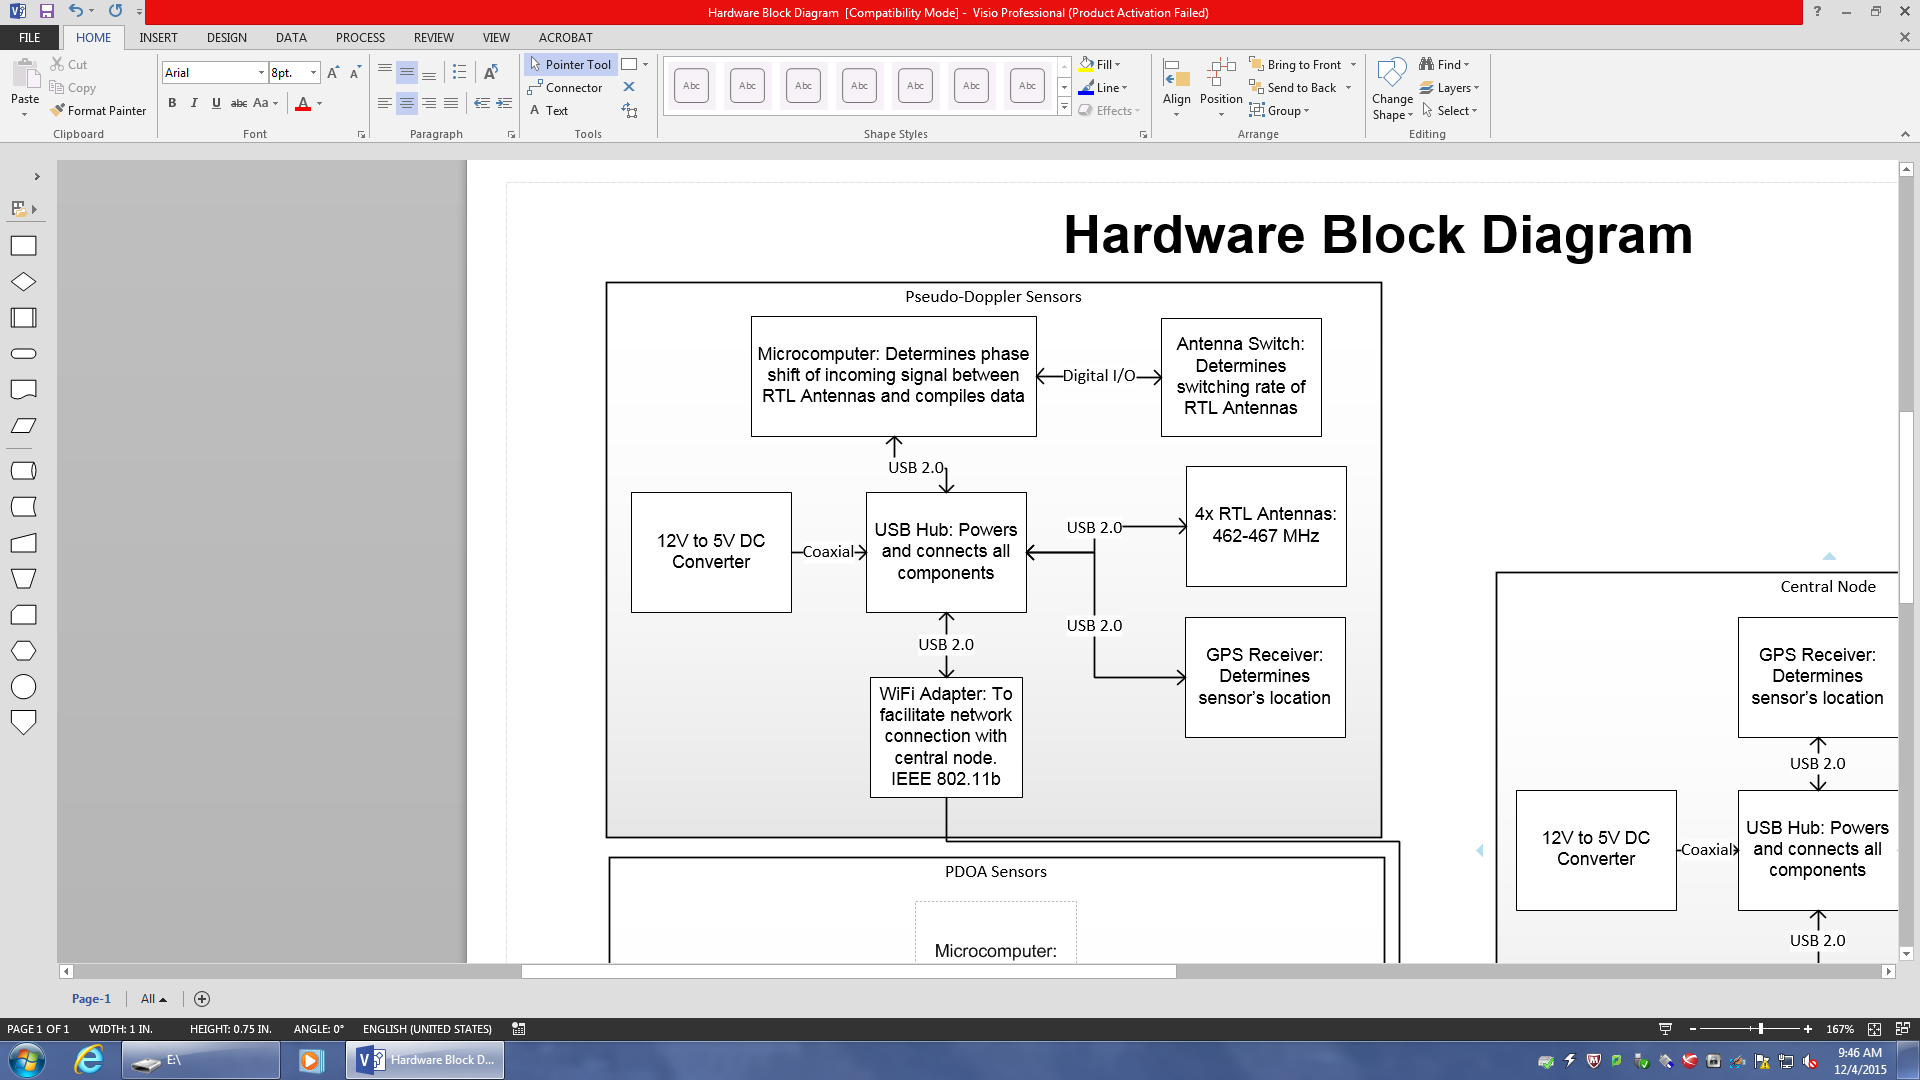 Hardware Block Diagram [Compatibility Mode] - Visio Professional (Product Activation Failed)
FILE HOME INSERT DESIGN DATA PROCESS REVIEW VIEW ACROBAT
Paste
Cut
Copy
Format Painter
Clipboard
Arial 8pt. A A
B I U abc Aa A
Font
Paragraph
Pointer Tool
Connector
A Text
Tools
Abc Abc Abc Abc Abc Abc Abc
Shape Styles
Fill
Line
Effects
Align Position
Bring to Front
Send to Back
Group
Arrange
Change
Shape
Find
Layers
Select
Editing
Hardware Block Diagram
Pseudo-Doppler Sensors
Microcomputer: Determines phase
shift of incoming signal between
RTL Antennas and compiles data
Digital I/O
Antenna Switch:
Determines
switching rate of
RTL Antennas
USB 2.0
12V to 5V DC
Converter
Coaxial
USB Hub: Powers
and connects all
components
USB 2.0
4x RTL Antennas:
462-467 MHz
USB 2.0
GPS Receiver:
Determines
sensor's location
USB 2.0
WiFi Adapter: To
facilitate network
connection with
central node.
IEEE 802.11b
PDOA Sensors
Microcomputer:
Central Node
GPS Receiver:
Determines
sensor's location
USB 2.0
12V to 5V DC
Converter
Coaxial
USB Hub: Powers
and connects all
components
USB 2.0
Page-1 All
PAGE 1 OF 1 WIDTH: 1 IN. HEIGHT: 0.75 IN. ANGLE: 0° ENGLISH (UNITED STATES) 167%
E:\ Hardware Block D...
9:46 AM
12/4/2015